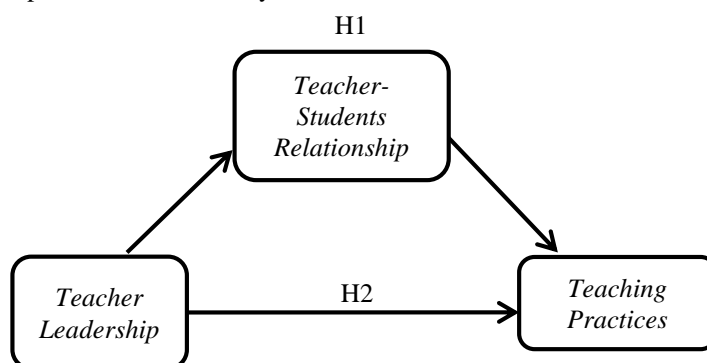 H1
Teacher-
Students
Relationship
H2
Teacher
Leadership
Teaching
Practices